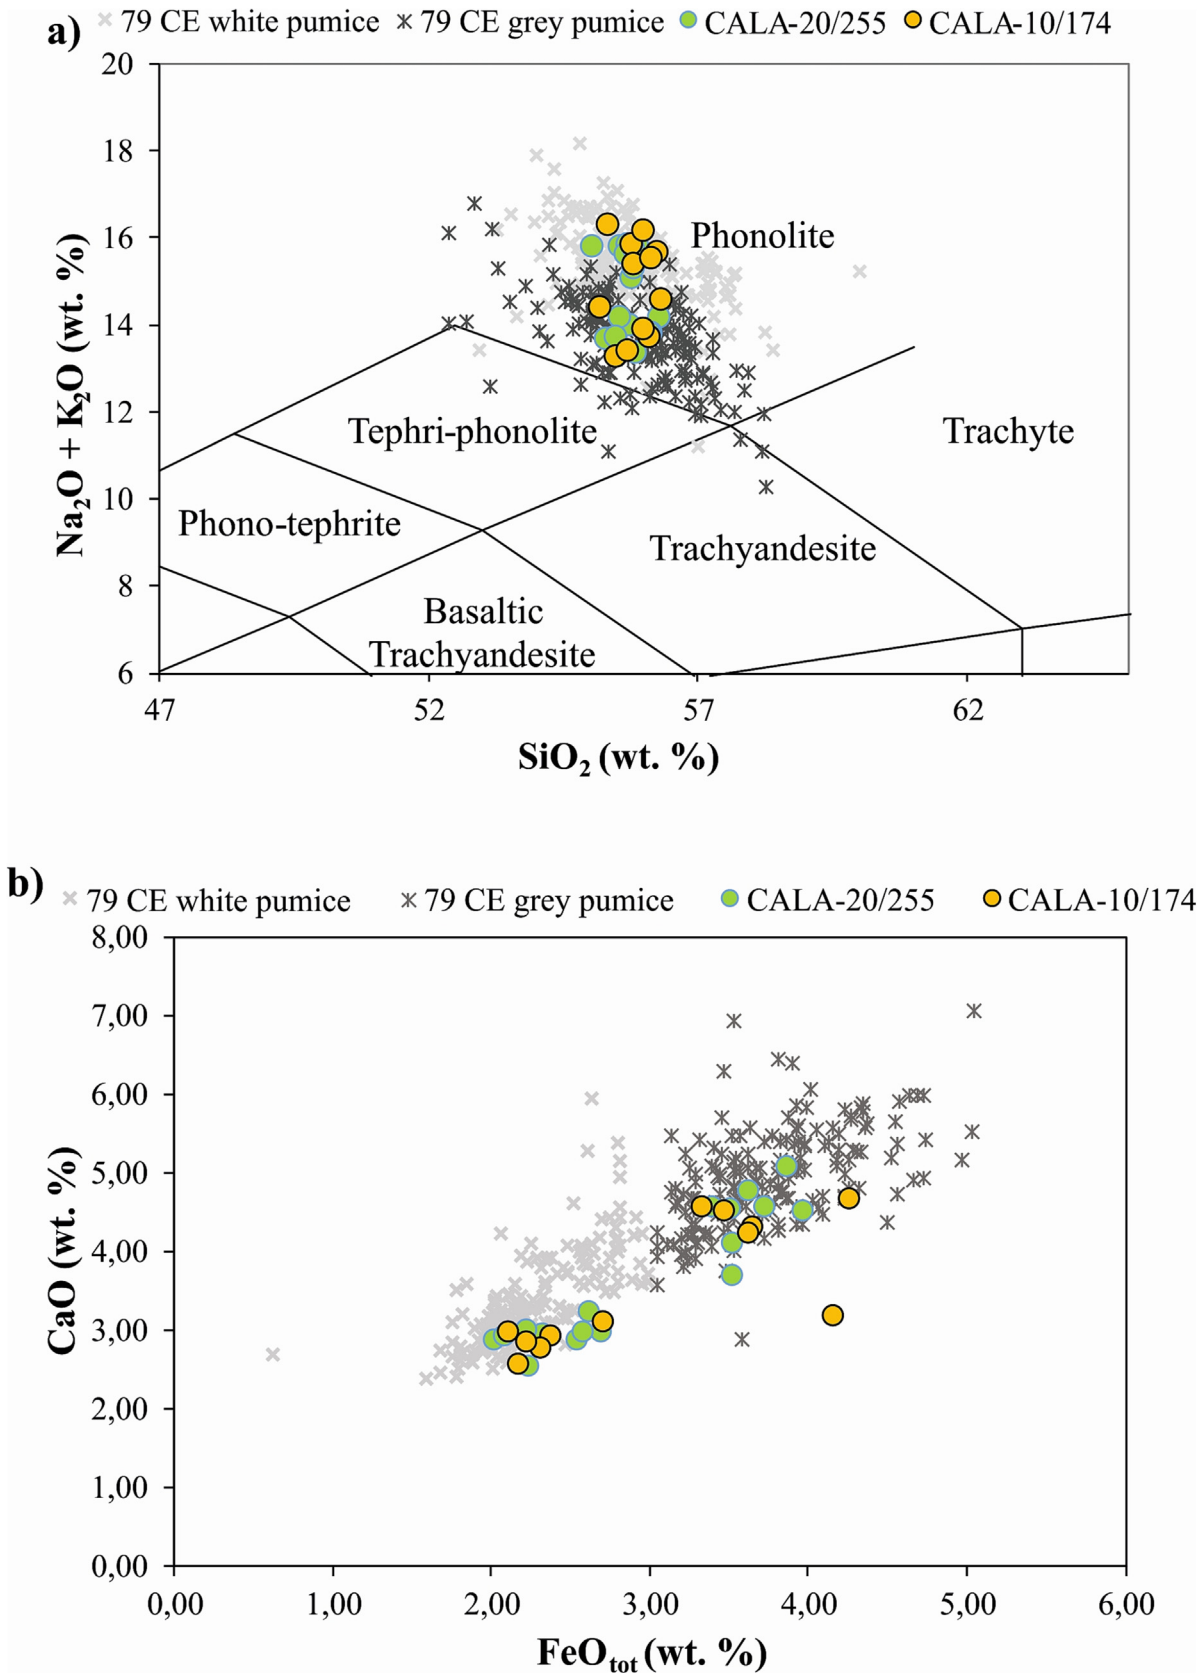 a)
79 CE white pumice 79 CE grey pumice CALA-20/255 CALA-10/174
20
18
16
14
12
10
8
6
Na₂O + K₂O (wt. %)
Phonolite
Tephri-phonolite
Trachyte
Phono-tephrite
Trachyandesite
Basaltic
Trachyandesite
47 52 57 62
SiO₂ (wt. %)
b)
79 CE white pumice 79 CE grey pumice CALA-20/255 CALA-10/174
8,00
7,00
6,00
5,00
4,00
3,00
2,00
1,00
0,00
CaO (wt. %)
0,00 1,00 2,00 3,00 4,00 5,00 6,00
FeOtot (wt. %)